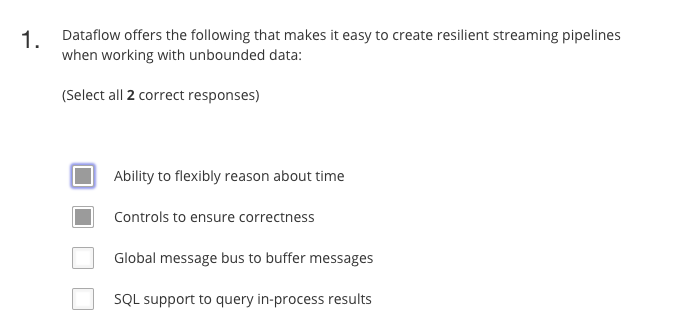 1. Dataflow offers the following that makes it easy to create resilient streaming pipelines
when working with unbounded data:
(Select all 2 correct responses)
Ability to flexibly reason about time
Controls to ensure correctness
Global message bus to buffer messages
SQL support to query in-process results